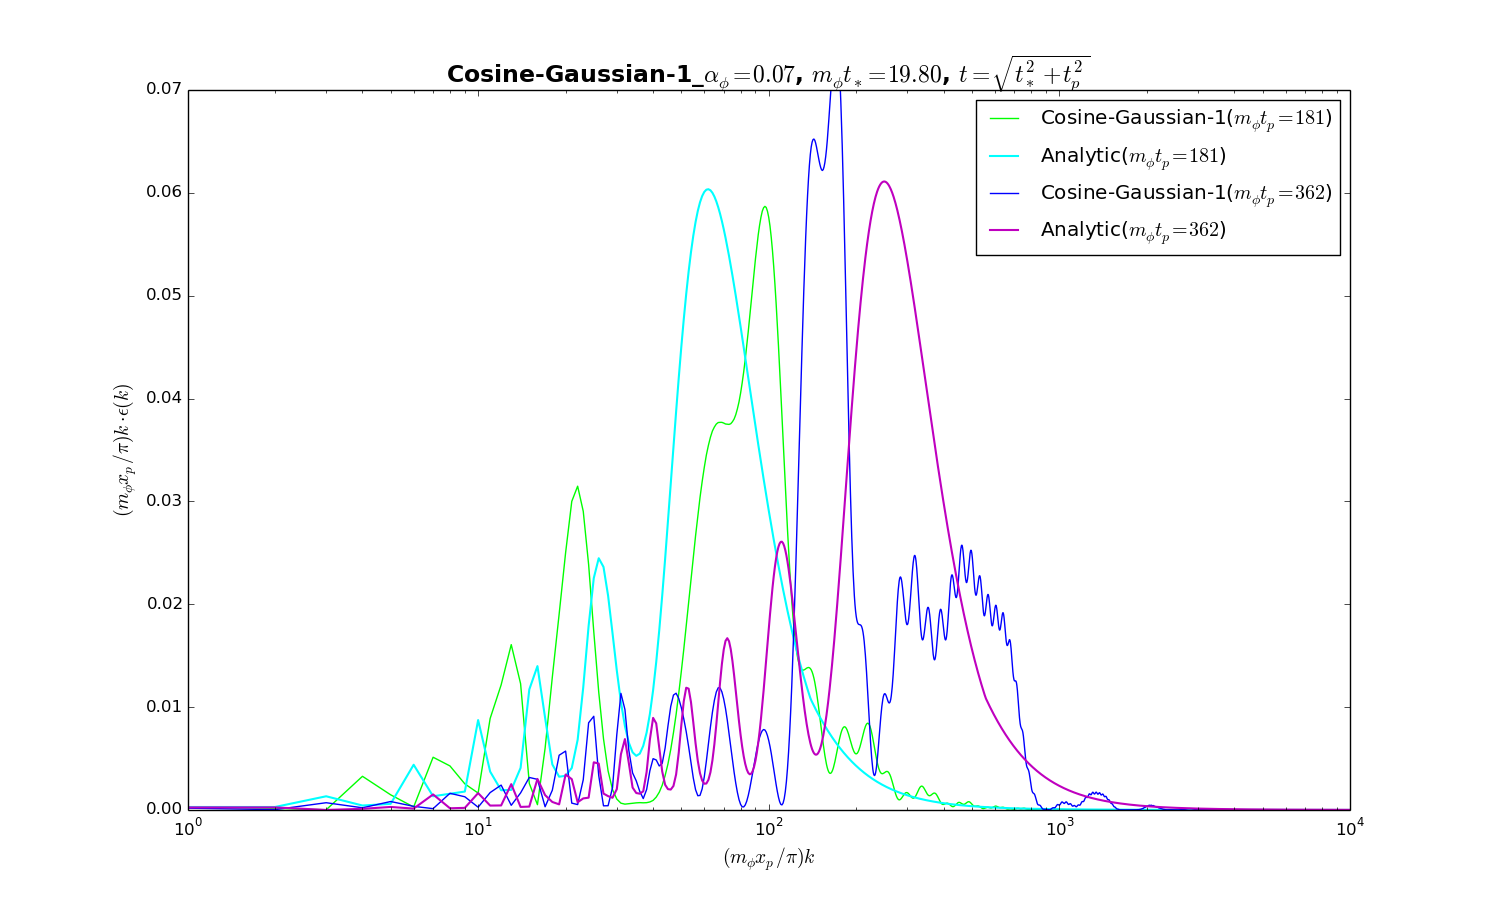 Cosine-Gaussian-1_α_ϕ=0.07, m_ϕt_*=19.80, t=√(t_*^2+t_p^2)
0.07
0.06
0.05
0.04
0.03
0.02
0.01
0.00
(m_ϕx_p/π)k·ϵ(k)
Cosine-Gaussian-1(m_ϕt_p=181)
Analytic(m_ϕt_p=181)
Cosine-Gaussian-1(m_ϕt_p=362)
Analytic(m_ϕt_p=362)
10^0 10^1 10^2 10^3 10^4
(m_ϕx_p/π)k